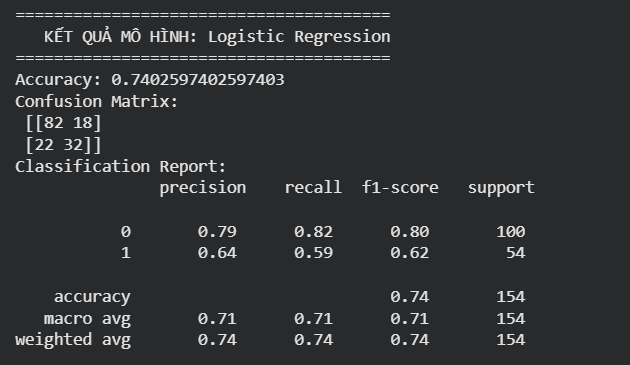 =======================================
KẾT QUẢ MÔ HÌNH: Logistic Regression
=======================================
Accuracy: 0.7402597402597403
Confusion Matrix:
[[82 18]
[22 32]]
Classification Report:
precision recall f1-score support
0 0.79 0.82 0.80 100
1 0.64 0.59 0.62 54
accuracy 0.74 154
macro avg 0.71 0.71 0.71 154
weighted avg 0.74 0.74 0.74 154